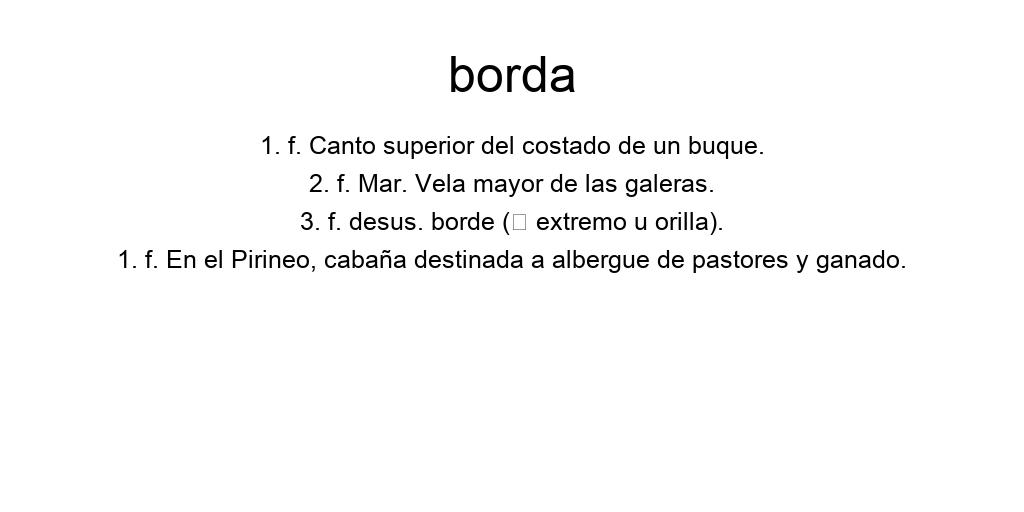 borda
1. f. Canto superior del costado de un buque.
2. f. Mar. Vela mayor de las galeras.
3. f. desus. borde (□ extremo u orilla).
1. f. En el Pirineo, cabaña destinada a albergue de pastores y ganado.